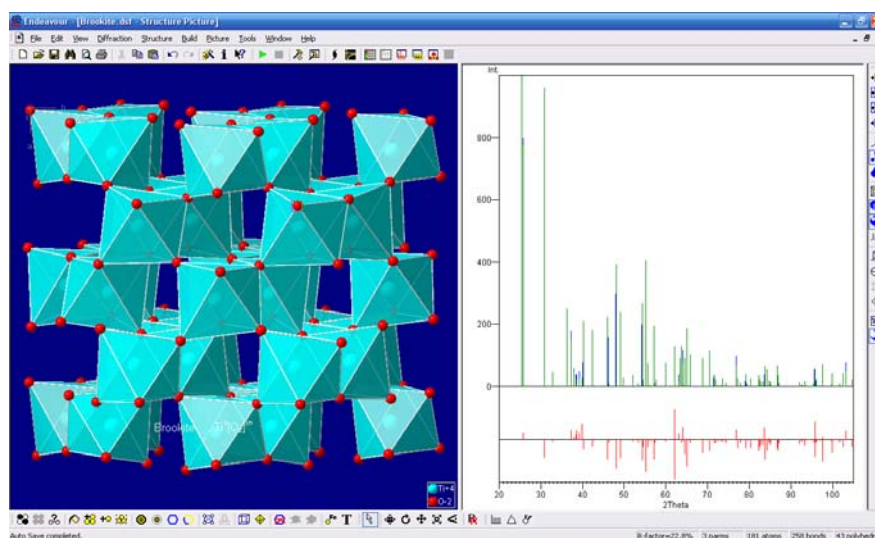 Endeavour - [Brookite.dsf - Structure Picture]
File Edit View Diffraction Structure Build Picture Tools Window Help
Int.
800
600
400
200
0
20 30 40 50 60 70 80 90 100
2Theta
Brookite
Ti+4
O-2
Auto Save completed.
R-factor=22.8% 3 parms 181 atoms 258 bonds 43 polyhedr